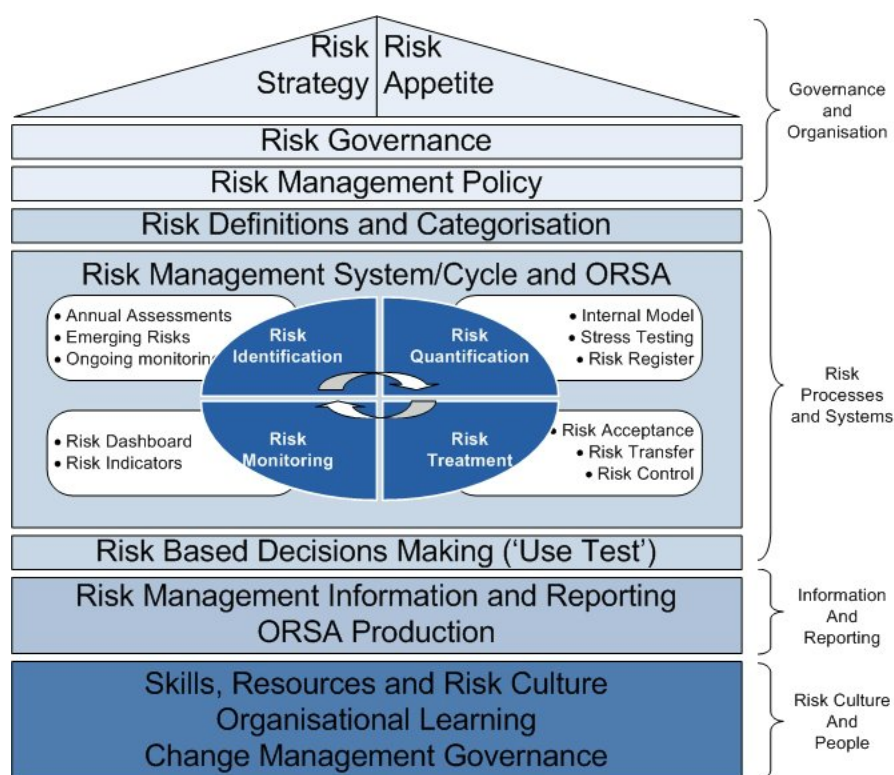 Risk Strategy
Risk Appetite
Governance
and
Organisation
Risk Governance
Risk Management Policy
Risk Definitions and Categorisation
Risk Management System/Cycle and ORSA
• Annual Assessments
• Emerging Risks
• Ongoing monitoring
Risk
Identification
Risk
Quantification
• Internal Model
• Stress Testing
• Risk Register
• Risk Dashboard
• Risk Indicators
Risk
Monitoring
Risk
Treatment
• Risk Acceptance
• Risk Transfer
• Risk Control
Risk
Processes
and Systems
Risk Based Decisions Making (‘Use Test’)
Risk Management Information and Reporting
ORSA Production
Information
And
Reporting
Skills, Resources and Risk Culture
Organisational Learning
Change Management Governance
Risk Culture
And
People